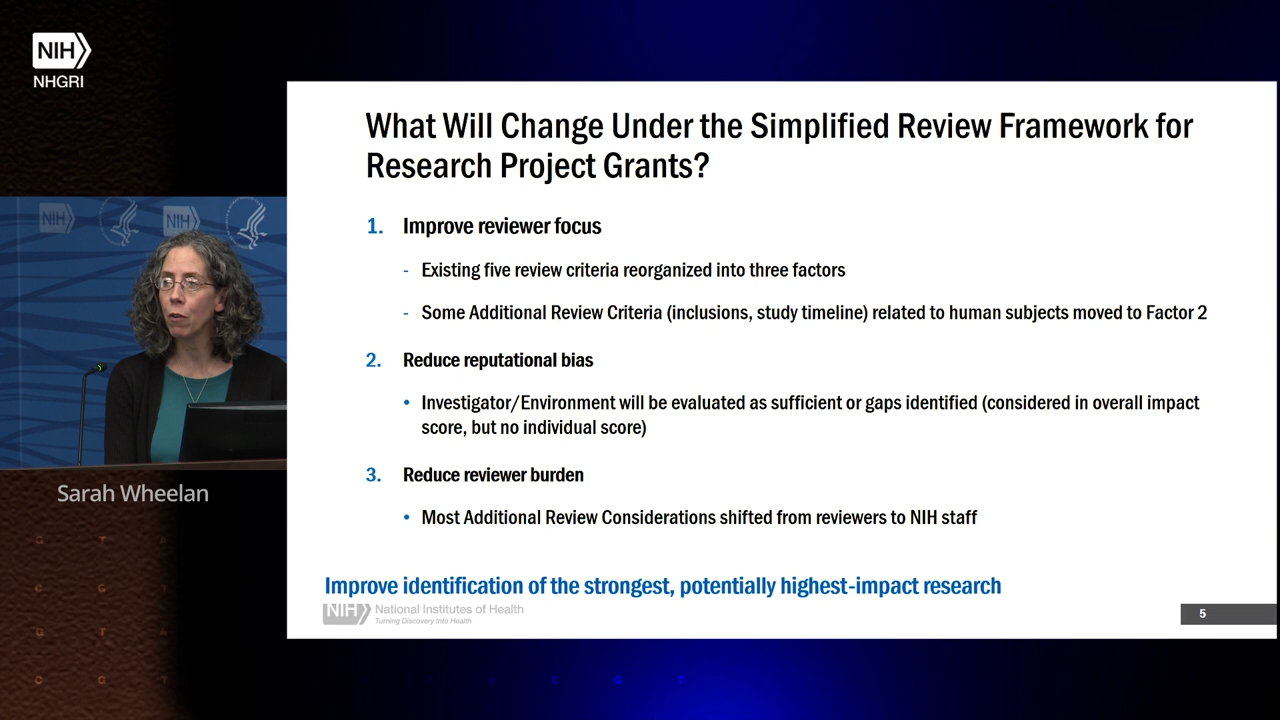 NIH
NHGRI
What Will Change Under the Simplified Review Framework for
Research Project Grants?
1. Improve reviewer focus
- Existing five review criteria reorganized into three factors
- Some Additional Review Criteria (inclusions, study timeline) related to human subjects moved to Factor 2
2. Reduce reputational bias
• Investigator/Environment will be evaluated as sufficient or gaps identified (considered in overall impact
score, but no individual score)
3. Reduce reviewer burden
• Most Additional Review Considerations shifted from reviewers to NIH staff
Improve identification of the strongest, potentially highest-impact research
NIH National Institutes of Health
Turning Discovery Into Health
5
NIH
NIH
Sarah Wheelan